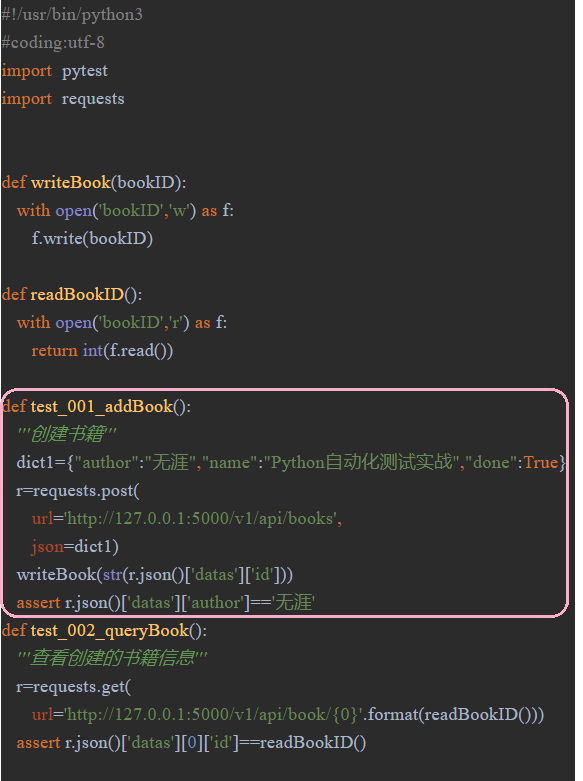 #!/usr/bin/python3
#coding:utf-8
import  pytest
import  requests
def writeBook(bookID):
with open('bookID','w') as f:
f.write(bookID)
def readBookID():
with open('bookID','r') as f:
return int(f.read())
def test_001_addBook():
'''创建书籍'''
dict1={"author":"无涯","name":"Python自动化测试实战","done":True}
r=requests.post(
url='http://127.0.0.1:5000/v1/api/books',
json=dict1)
writeBook(str(r.json()['datas']['id']))
assert r.json()['datas']['author']=='无涯'
def test_002_queryBook():
'''查看创建的书籍信息'''
r=requests.get(
url='http://127.0.0.1:5000/v1/api/book/{0}'.format(readBookID()))
assert r.json()['datas'][0]['id']==readBookID()